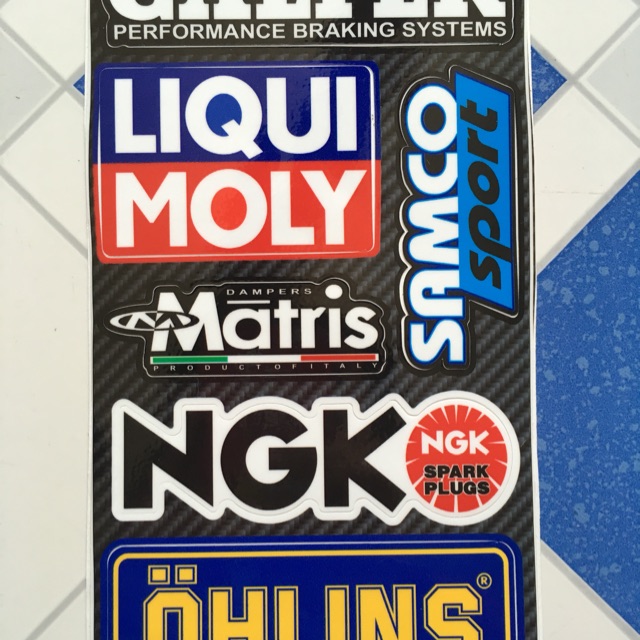 PERFORMANCE BRAKING SYSTEMS
LIQUI
MOLY
SAMCO
sport
DAMPERS
Matris
PRODUCT OF ITALY
NGK
NGK
SPARK
PLUGS
ÖHLINS®